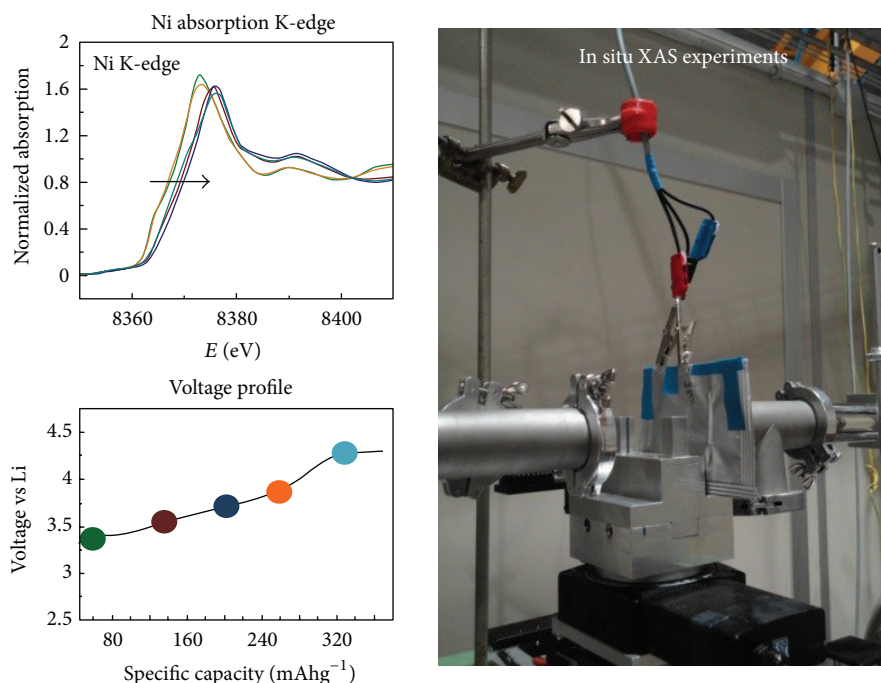 Ni absorption K-edge
Ni K-edge
2
1.6
1.2
0.8
0.4
0
Normalized absorption
8360
8380
8400
E (eV)
Voltage profile
4.5
4
3.5
3
2.5
Voltage vs Li
80
160
240
260
320
Specific capacity (mAhg⁻¹)
In situ XAS experiments